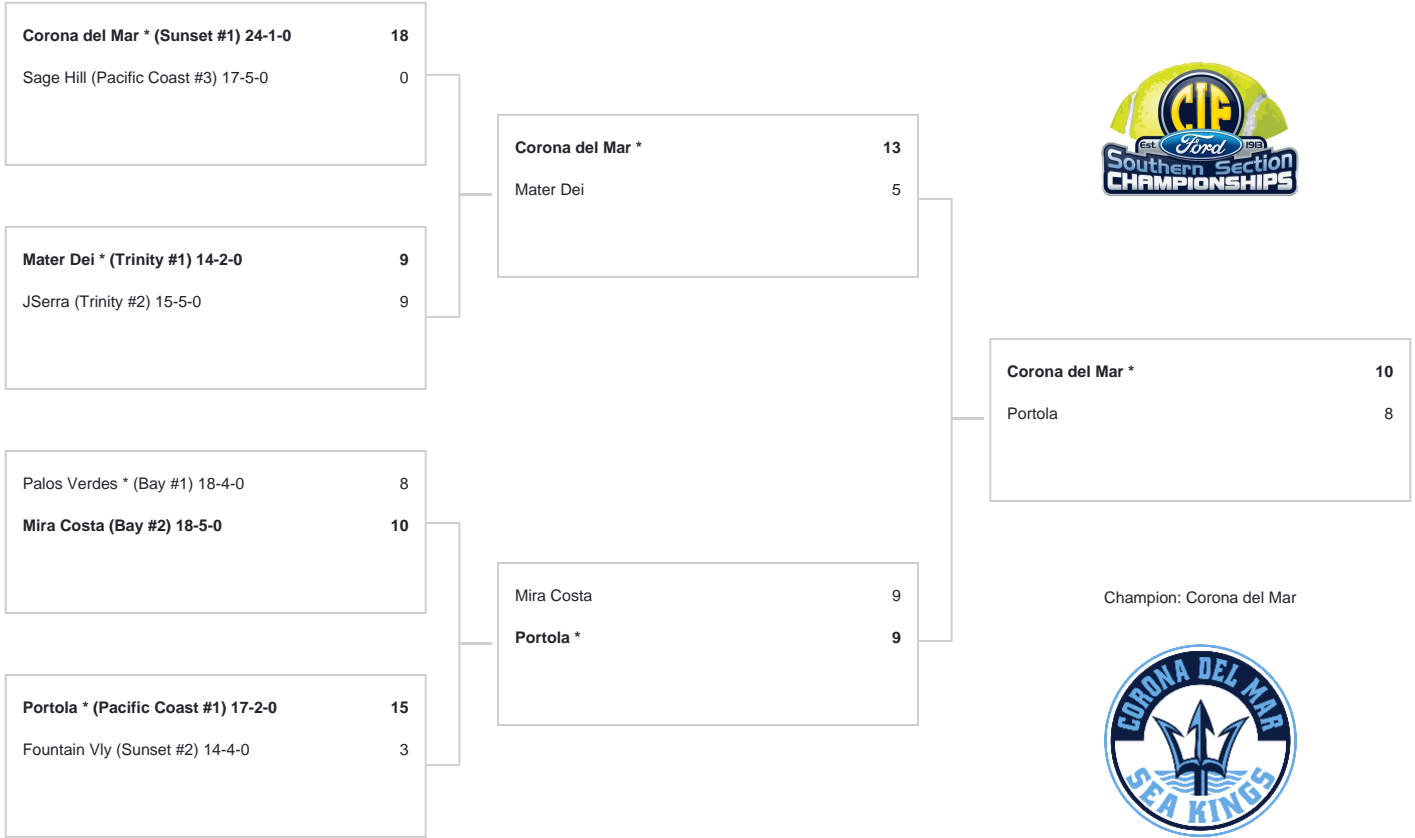 Corona del Mar * (Sunset #1) 24-1-0 18
Sage Hill (Pacific Coast #3) 17-5-0 0
Mater Dei * (Trinity #1) 14-2-0 9
JSerra (Trinity #2) 15-5-0 9
Palos Verdes * (Bay #1) 18-4-0 8
Mira Costa (Bay #2) 18-5-0 10
Portola * (Pacific Coast #1) 17-2-0 15
Fountain Vly (Sunset #2) 14-4-0 3
Corona del Mar * 13
Mater Dei 5
Mira Costa 9
Portola * 9
CIF
Est. Ford 1913
Southern Section
CHAMPIONSHIPS
Corona del Mar * 10
Portola 8
Champion: Corona del Mar
CORONA DEL MAR
SEA KINGS